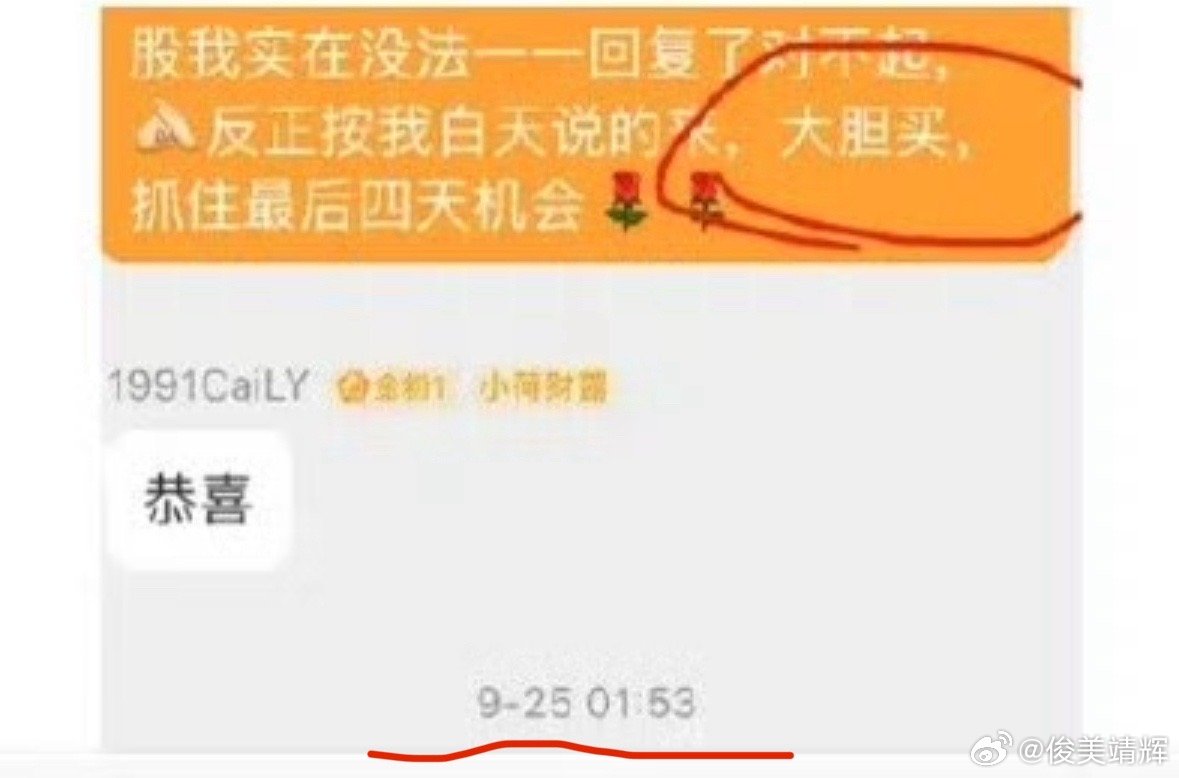 股我实在没法一一回复了对不起，
反正按我白天说的来，大胆买，
抓住最后四天机会
1991CaiLY
恭喜
9-25 01:53
@俊美靖辉